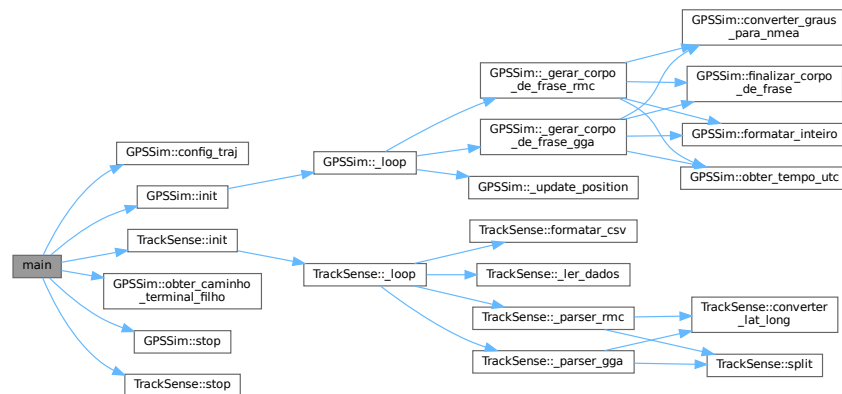 main
GPSSim::config_traj
GPSSim::init
TrackSense::init
GPSSim::obter_caminho
_terminal_filho
GPSSim::stop
TrackSense::stop
GPSSim::_loop
TrackSense::_loop
GPSSim::_gerar_corpo
_de_frase_rmc
GPSSim::_gerar_corpo
_de_frase_gga
GPSSim::_update_position
TrackSense::formatar_csv
TrackSense::_ler_dados
TrackSense::_parser_rmc
TrackSense::_parser_gga
GPSSim::converter_graus
_para_nmea
GPSSim::finalizar_corpo
_de_frase
GPSSim::formatar_inteiro
GPSSim::obter_tempo_utc
TrackSense::converter
_lat_long
TrackSense::split